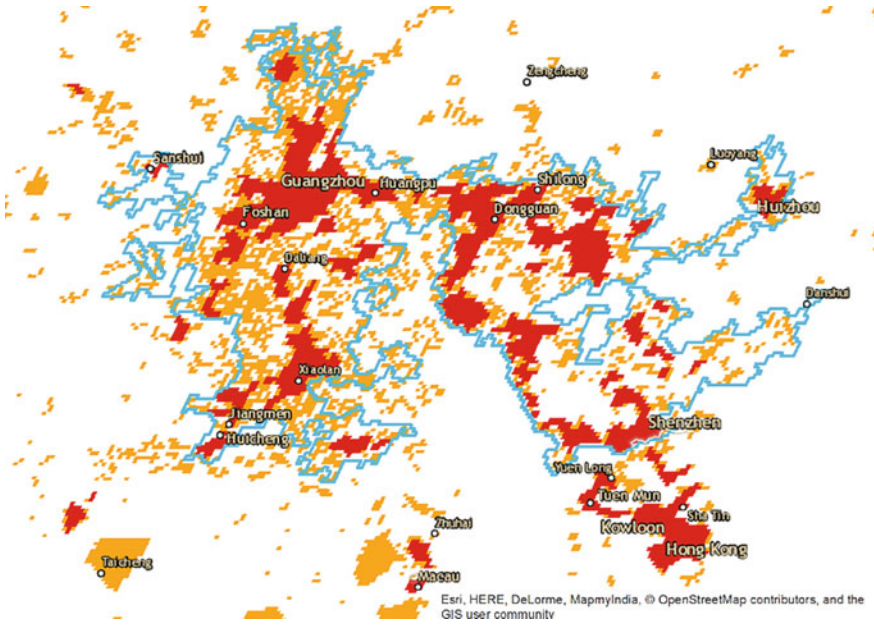 Zengcheng
Sanshui
Luoyang
Guangzhou
Huangpu
Shilong
Huizhou
Foshan
Dongguan
Daliang
Danshui
Xiaolan
Jiangmen
Shenzhen
Huicheng
Yuen Long
Tuen Mun
Sha Tin
Kowloon
Zhuhai
Hong Kong
Taicheng
Macau
Esri, HERE, DeLorme, MapmyIndia, © OpenStreetMap contributors, and the
GIS user community